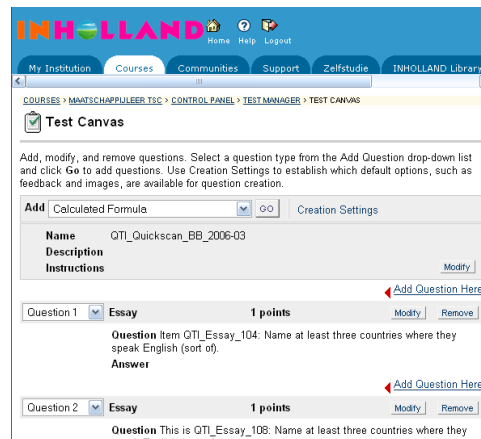 INHOLLAND
Home Help Logout
My Institution Courses Communities Support Zelfstudie INHOLLAND Library
COURSES > MAATSCHAPPIJLEER TSC > CONTROL PANEL > TEST MANAGER > TEST CANVAS
Test Canvas
Add, modify, and remove questions. Select a question type from the Add Question drop-down list
and click Go to add questions. Use Creation Settings to establish which default options, such as
feedback and images, are available for question creation.
Add Calculated Formula GO Creation Settings
Name QTI_Quickscan_BB_2006-03
Description
Instructions
Modify
Add Question Here
Question 1 Essay 1 points Modify Remove
Question Item QTI_Essay_104: Name at least three countries where they
speak English (sort of).
Answer
Add Question Here
Question 2 Essay 1 points Modify Remove
Question This is QTI_Essay_106: Name at least three countries where they